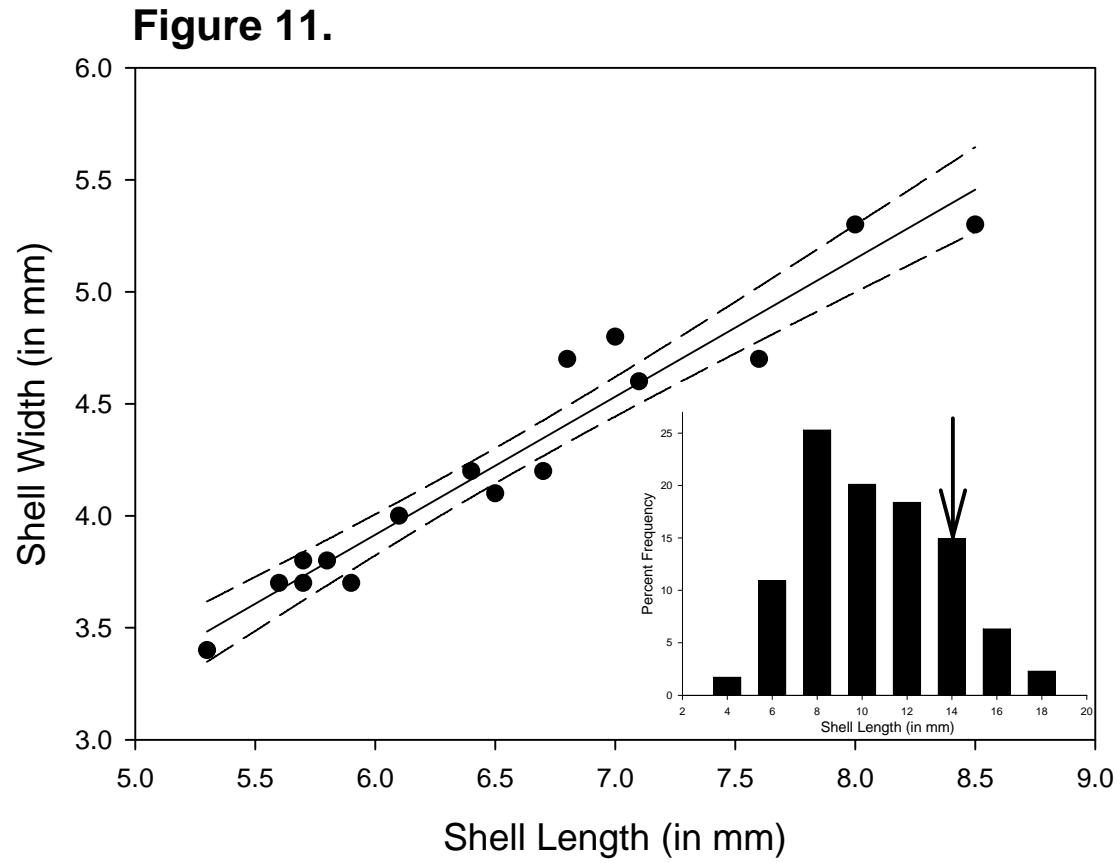 Figure 11.
6.0
5.5
5.0
4.5
4.0
3.5
3.0
Shell Width (in mm)
5.0 5.5 6.0 6.5 7.0 7.5 8.0 8.5 9.0
Shell Length (in mm)
25
20
15
10
5
0
Percent Frequency
2 4 6 8 10 12 14 16 18 20
Shell Length (in mm)